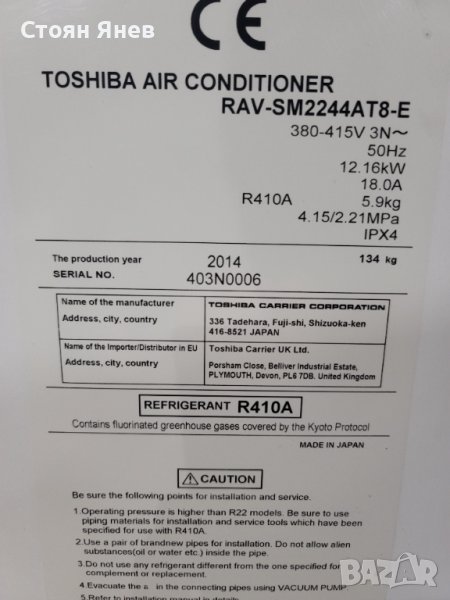 Стоян Янев
CE
TOSHIBA AIR CONDITIONER
RAV-SM2244AT8-E
380-415V 3N～
50Hz
12.16kW
18.0A
R410A 5.9kg
4.15/2.21MPa
IPX4
The production year 2014 134 kg
SERIAL NO. 403N0006
Name of the manufacturer TOSHIBA CARRIER CORPORATION
Address, city, country 336 Tadehara, Fuji-shi, Shizuoka-ken
416-8521 JAPAN
Name of the Importer/Distributor in EU Toshiba Carrier UK Ltd.
Address, city, country Porsham Close, Belliver Industrial Estate,
PLYMOUTH, Devon, PL6 7DB. United Kingdom
REFRIGERANT R410A
Contains fluorinated greenhouse gases covered by the Kyoto Protocol
MADE IN JAPAN
CAUTION
Be sure the following points for installation and service.
1.Operating pressure is higher than R22 models. Be sure to use
piping materials for installation and service tools which have been
specified for use with R410A.
2.Use a pair of brandnew pipes for installation. Do not allow alien
substances(oil or water etc.) inside the pipe.
3.Do not use any refrigerant different from the one specified for
complement or replacement.
4.Evacuate the a in the connecting pipes using VACUUM PUMP.
5.Refer to installation manual in details.
BAZAR